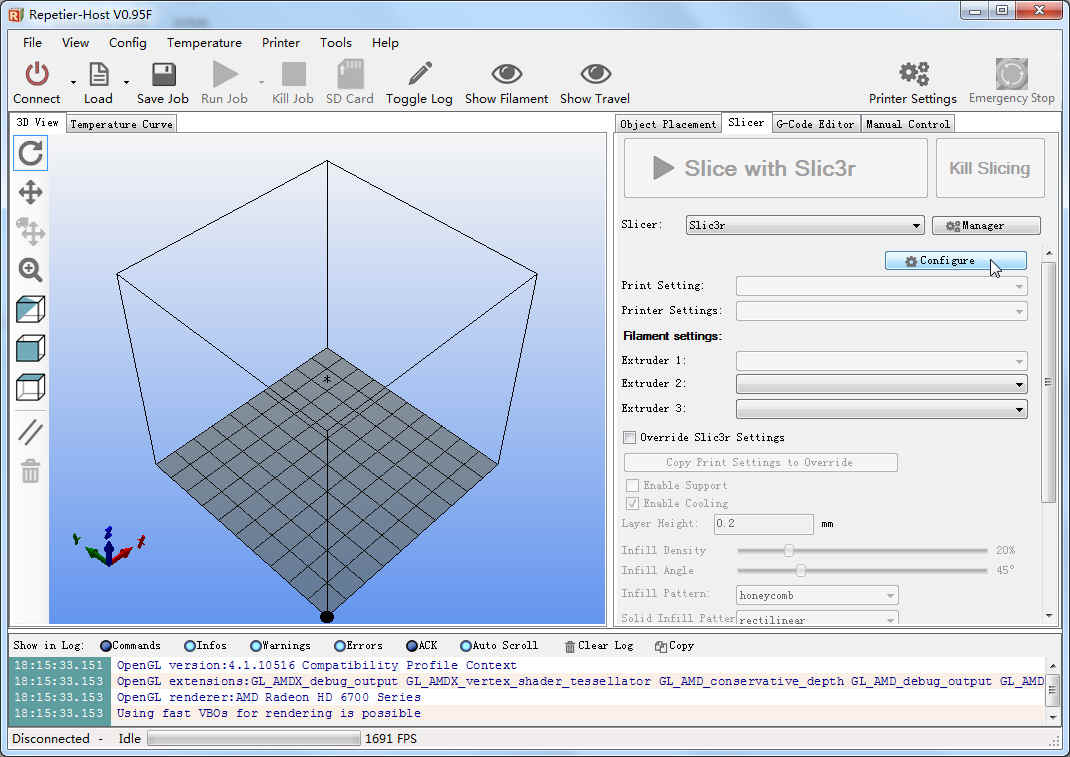 Repetier-Host V0.95F
File View Config Temperature Printer Tools Help
Connect Load Save Job Run Job Kill Job SD Card Toggle Log Show Filament Show Travel Printer Settings Emergency Stop
3D View Temperature Curve
Object Placement Slicer G-Code Editor Manual Control
Slice with Slic3r Kill Slicing
Slicer: Slic3r Manager
Configure
Print Setting:
Printer Settings:
Filament settings:
Extruder 1:
Extruder 2:
Extruder 3:
Override Slic3r Settings
Copy Print Settings to Override
Enable Support
Enable Cooling
Layer Height: 0.2 mm
Infill Density 20%
Infill Angle 45°
Infill Pattern: honeycomb
Solid Infill Patter rectilinear
Y Z X
Show in Log: Commands Infos Warnings Errors ACK Auto Scroll Clear Log Copy
18:15:33.151 OpenGL version:4.1.10516 Compatibility Profile Context
18:15:33.153 OpenGL extensions:GL_AMDX_debug_output GL_AMDX_vertex_shader_tessellator GL_AMD_conservative_depth GL_AMD_debug_output GL_AMD
18:15:33.153 OpenGL renderer:AMD Radeon HD 6700 Series
18:15:33.153 Using fast VBOs for rendering is possible
Disconnected - Idle 1691 FPS